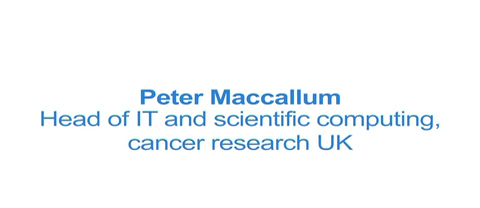 Peter Maccallum
Head of IT and scientific computing,
cancer research UK